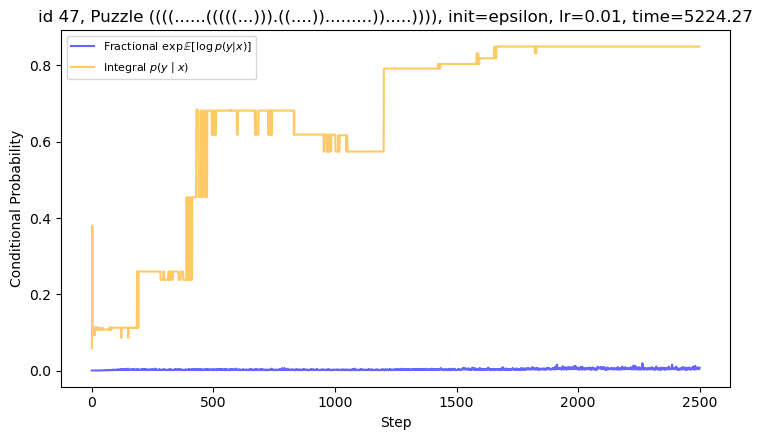 id 47, Puzzle ((((......(((((...))).((....)).........)).....)))), init=epsilon, lr=0.01, time=5224.27
Fractional exp𝔼[log p(y|x)]
Integral p(y | x)
Conditional Probability
0.8
0.6
0.4
0.2
0.0
0
500
1000
1500
2000
2500
Step